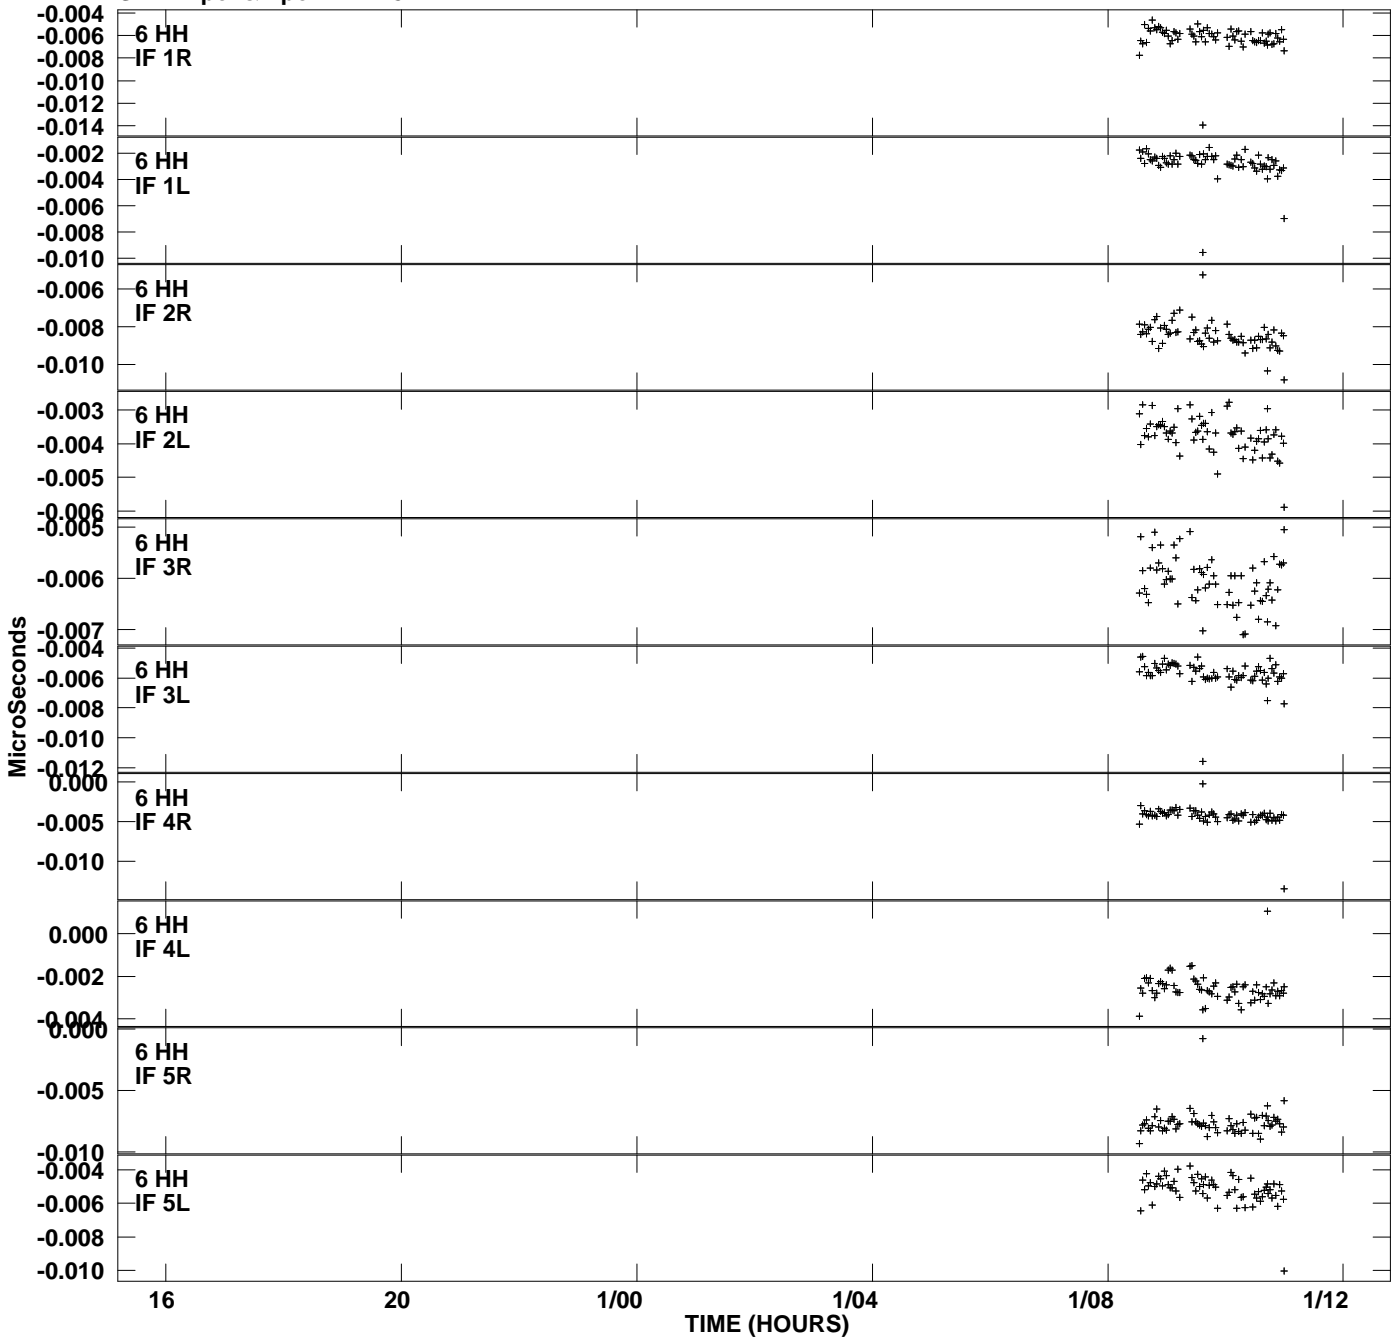 -0.004
-0.006
-0.008
-0.010
-0.012
-0.014
6 HH
IF 1R
-0.002
-0.004
-0.006
-0.008
-0.010
6 HH
IF 1L
-0.006
-0.008
-0.010
6 HH
IF 2R
-0.003
-0.004
-0.005
-0.006
6 HH
IF 2L
-0.005
-0.006
-0.007
6 HH
IF 3R
-0.004
-0.006
-0.008
-0.010
-0.012
6 HH
IF 3L
0.000
-0.005
-0.010
6 HH
IF 4R
0.000
-0.002
-0.004
6 HH
IF 4L
0.000
-0.005
-0.010
6 HH
IF 5R
-0.004
-0.006
-0.008
-0.010
6 HH
IF 5L
MicroSeconds
16 20 1/00 1/04 1/08 1/12
TIME (HOURS)